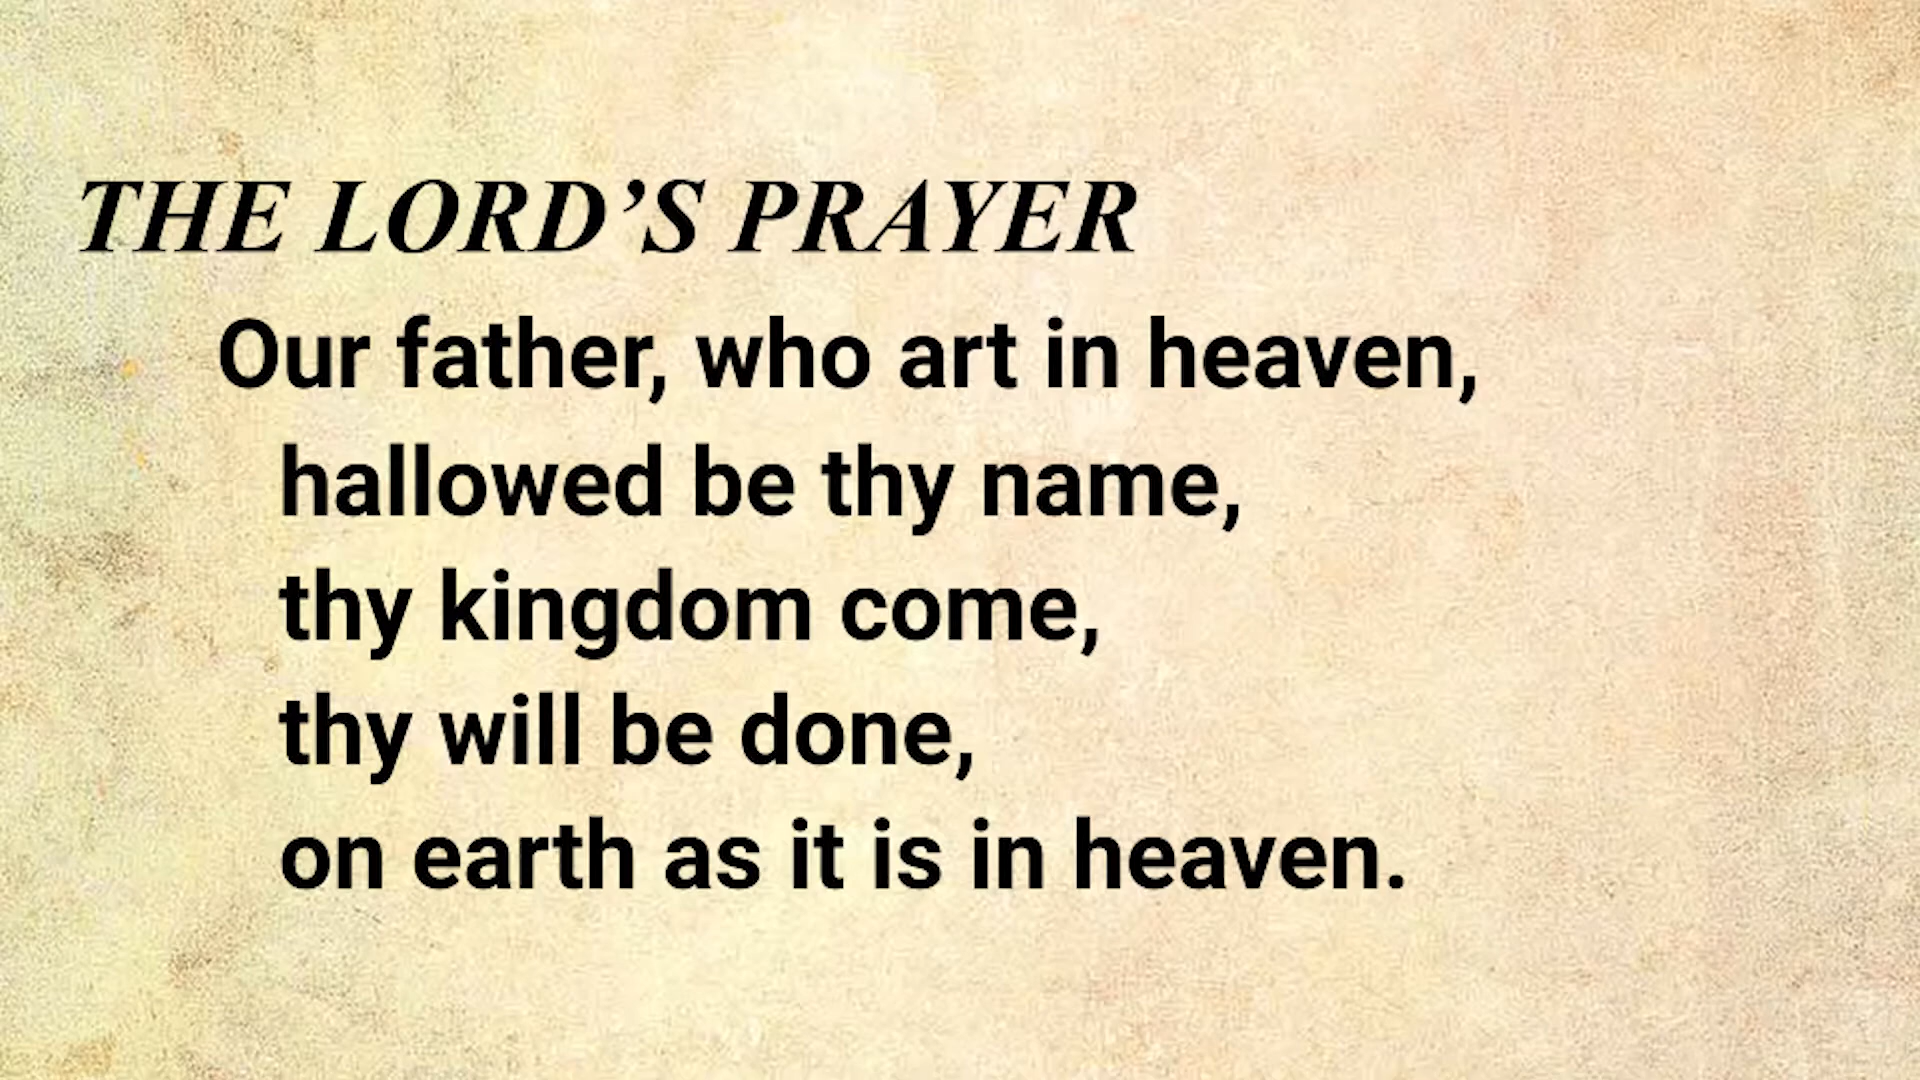 THE LORD’S PRAYER
Our father, who art in heaven,
hallowed be thy name,
thy kingdom come,
thy will be done,
on earth as it is in heaven.